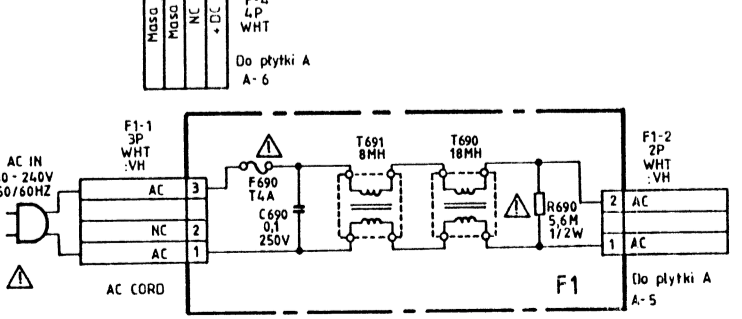 Masa
Masa
NC
+DC
4P
WHT
Do płytki A
A-6
F1-1
3P
WHT
:VH
AC IN
- 240V
50/60HZ
AC
3
NC
2
AC
1
AC CORD
F690
T4A
C690
0,1
250V
T691
8MH
T690
18MH
R690
5,6M
1/2W
F1
F1-2
2P
WHT
:VH
2
AC
1
AC
Do płytki A
A-5